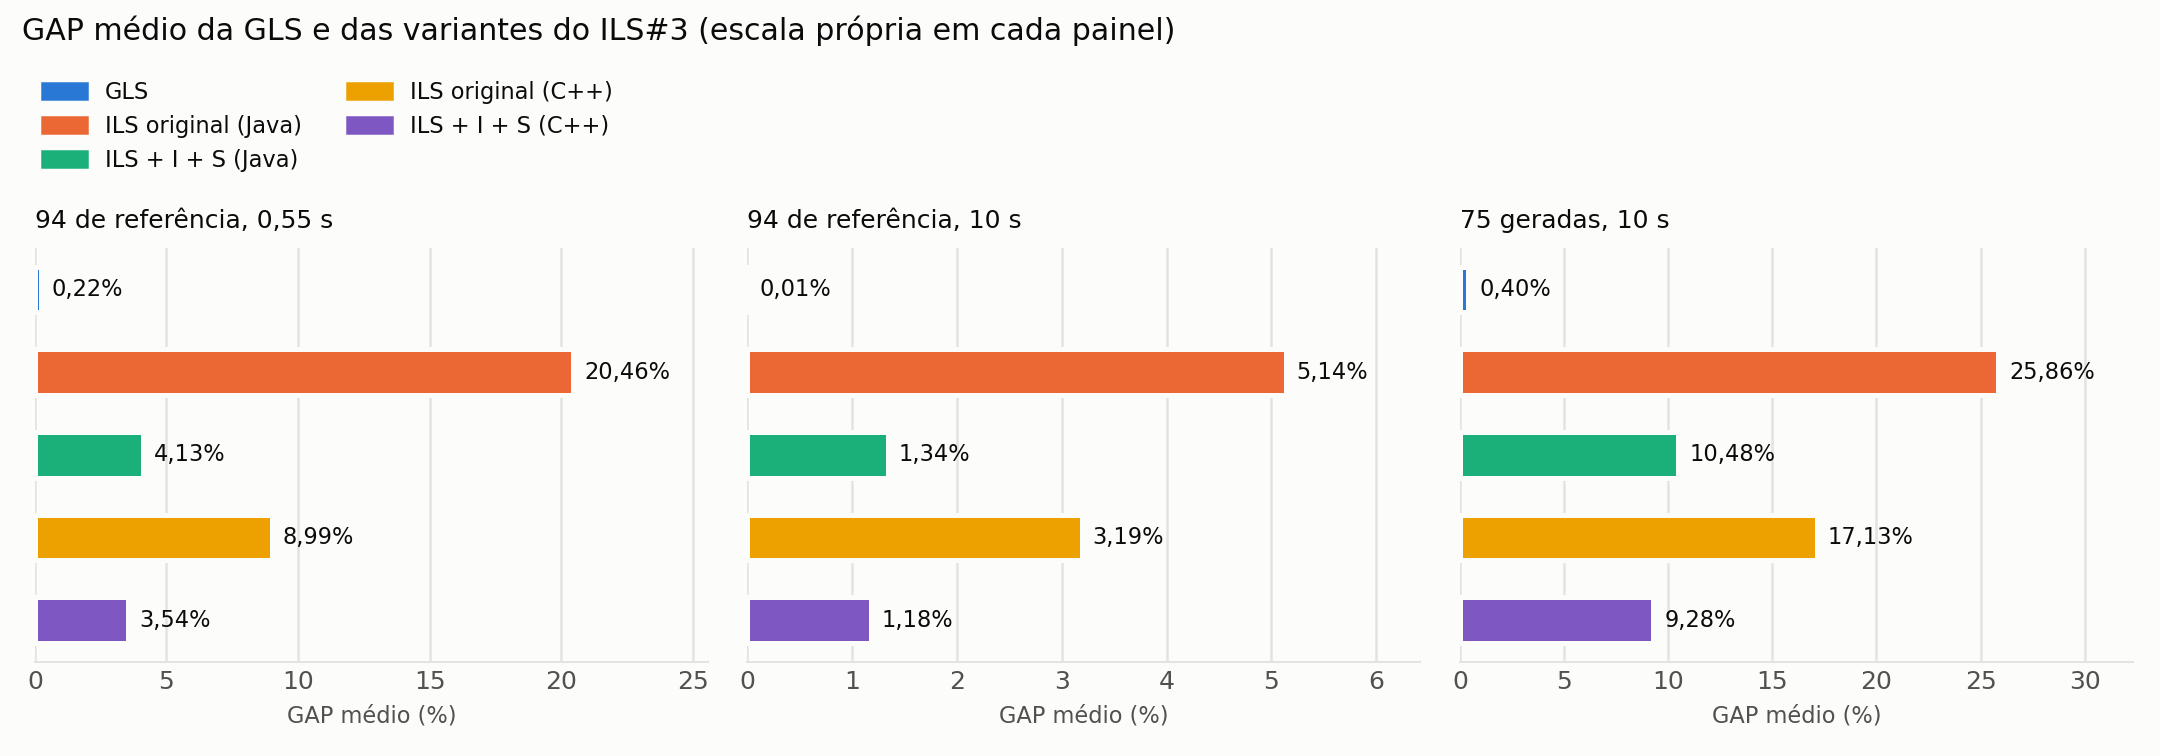 GAP médio da GLS e das variantes do ILS#3 (escala própria em cada painel)
GLS
ILS original (Java)
ILS + I + S (Java)
ILS original (C++)
ILS + I + S (C++)
94 de referência, 0,55 s
0,22%
20,46%
4,13%
8,99%
3,54%
0 5 10 15 20 25
GAP médio (%)
94 de referência, 10 s
0,01%
5,14%
1,34%
3,19%
1,18%
0 1 2 3 4 5 6
GAP médio (%)
75 geradas, 10 s
0,40%
25,86%
10,48%
17,13%
9,28%
0 5 10 15 20 25 30
GAP médio (%)